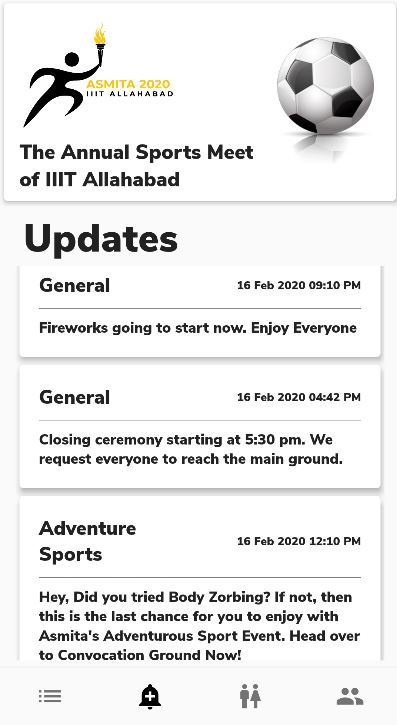 ASMITA 2020
IIIT ALLAHABAD
The Annual Sports Meet
of IIIT Allahabad
Updates
General
16 Feb 2020 09:10 PM
Fireworks going to start now. Enjoy Everyone
General
16 Feb 2020 04:42 PM
Closing ceremony starting at 5:30 pm. We
request everyone to reach the main ground.
Adventure
Sports
16 Feb 2020 12:10 PM
Hey, Did you tried Body Zorbing? If not, then
this is the last chance for you to enjoy with
Asmita's Adventurous Sport Event. Head over
to Convocation Ground Now!